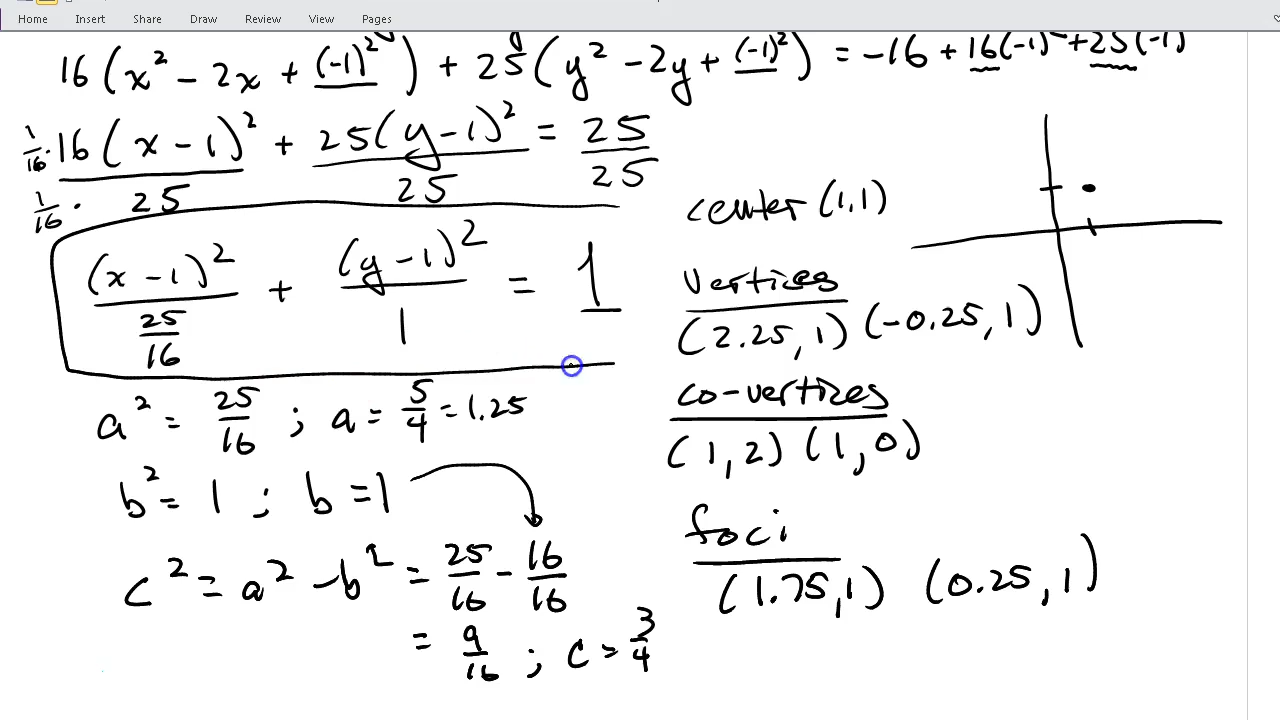 Home Insert Share Draw Review View Pages
16(x² − 2x + (-1)²) + 25(y² − 2y + (-1)²) = −16 + 16(-1)² + 25(-1)
1/16 · 16(x − 1)²/25 + 25(y − 1)²/25 = 25/25
1/16 ·
(x − 1)²/(25/16) + (y − 1)²/1 = 1
a² = 25/16 ; a = 5/4 = 1.25
b² = 1 ; b = 1
c² = a² − b² = 25/16 − 16/16
= 9/16 ; c = 3/4
center (1,1)
vertices
(2.25, 1) (-0.25, 1)
co-vertices
(1, 2) (1, 0)
foci
(1.75, 1) (0.25, 1)